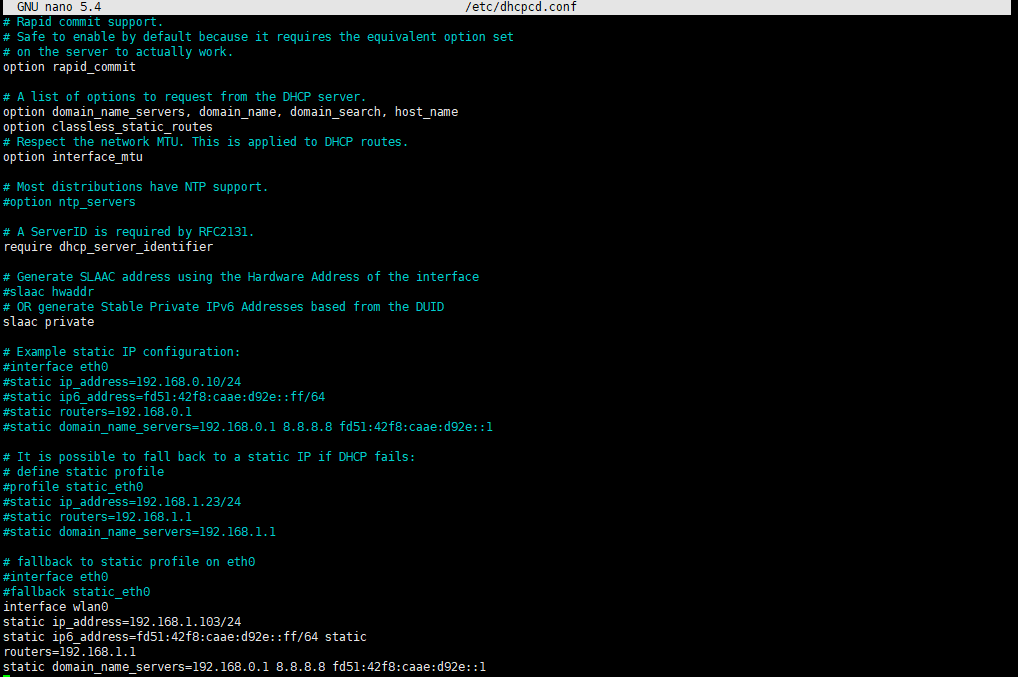 GNU nano 5.4 /etc/dhcpcd.conf
# Rapid commit support.
# Safe to enable by default because it requires the equivalent option set
# on the server to actually work.
option rapid_commit
# A list of options to request from the DHCP server.
option domain_name_servers, domain_name, domain_search, host_name
option classless_static_routes
# Respect the network MTU. This is applied to DHCP routes.
option interface_mtu
# Most distributions have NTP support.
#option ntp_servers
# A ServerID is required by RFC2131.
require dhcp_server_identifier
# Generate SLAAC address using the Hardware Address of the interface
#slaac hwaddr
# OR generate Stable Private IPv6 Addresses based from the DUID
slaac private
# Example static IP configuration:
#interface eth0
#static ip_address=192.168.0.10/24
#static ip6_address=fd51:42f8:caae:d92e::ff/64
#static routers=192.168.0.1
#static domain_name_servers=192.168.0.1 8.8.8.8 fd51:42f8:caae:d92e::1
# It is possible to fall back to a static IP if DHCP fails:
# define static profile
#profile static_eth0
#static ip_address=192.168.1.23/24
#static routers=192.168.1.1
#static domain_name_servers=192.168.1.1
# fallback to static profile on eth0
#interface eth0
#fallback static_eth0
interface wlan0
static ip_address=192.168.1.103/24
static ip6_address=fd51:42f8:caae:d92e::ff/64 static
routers=192.168.1.1
static domain_name_servers=192.168.0.1 8.8.8.8 fd51:42f8:caae:d92e::1